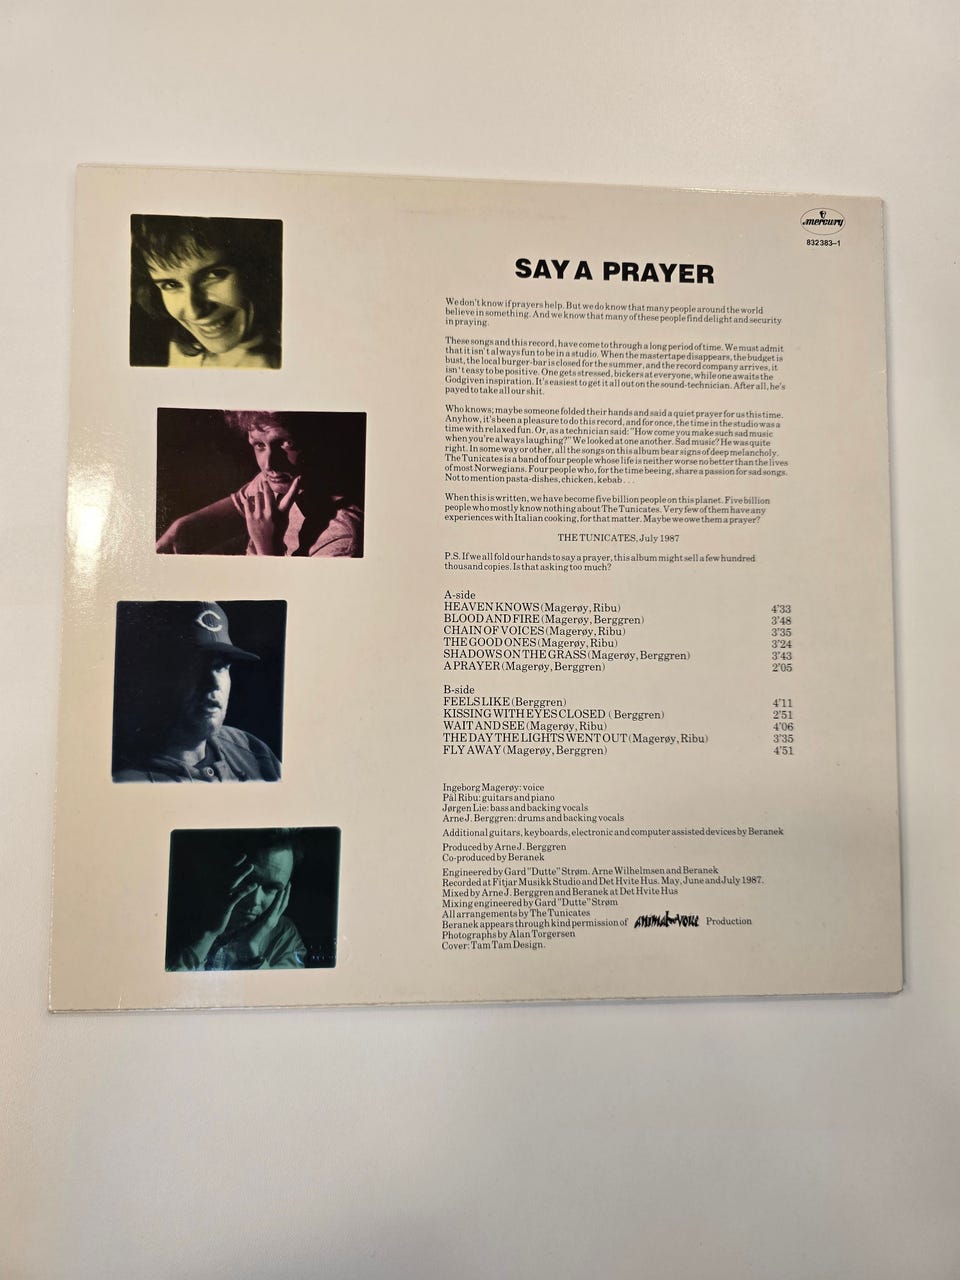 mercury
832 383–1
SAY A PRAYER
We don't know if prayers help. But we do know that many people around the world
believe in something. And we know that many of these people find delight and security
in praying.
These songs and this record, have come to through a long period of time. We must admit
that it isn't always fun to be in a studio. When the mastertape disappears, the budget is
bust, the local burger-bar is closed for the summer, and the record company arrives, it
isn't easy to be positive. One gets stressed, bickers at everyone, while one awaits the
Godgiven inspiration. It's easiest to get it all out on the sound-technician. After all, he's
payed to take all our shit.
Who knows; maybe someone folded their hands and said a quiet prayer for us this time.
Anyhow, it's been a pleasure to do this record, and for once, the time in the studio was a
time with relaxed fun. Or, as a technician said: "How come you make such sad music
when you're always laughing?" We looked at one another. Sad music? He was quite
right. In some way or other, all the songs on this album bear signs of deep melancholy.
The Tunicates is a band of four people whose life is neither worse no better than the lives
of most Norwegians. Four people who, for the time beeing, share a passion for sad songs.
Not to mention pasta-dishes, chicken, kebab . . .
When this is written, we have become five billion people on this planet. Five billion
people who mostly know nothing about The Tunicates. Very few of them have any
experiences with Italian cooking, for that matter. Maybe we owe them a prayer?
THE TUNICATES, July 1987
P.S. If we all fold our hands to say a prayer, this album might sell a few hundred
thousand copies. Is that asking too much?
A-side
HEAVEN KNOWS (Magerøy, Ribu) 4'33
BLOOD AND FIRE (Magerøy, Berggren) 3'48
CHAIN OF VOICES (Magerøy, Ribu) 3'35
THE GOOD ONES (Magerøy, Ribu) 3'24
SHADOWS ON THE GRASS (Magerøy, Berggren) 3'43
A PRAYER (Magerøy, Berggren) 2'05
B-side
FEELS LIKE (Berggren) 4'11
KISSING WITH EYES CLOSED ( Berggren) 2'51
WAIT AND SEE (Magerøy, Ribu) 4'06
THE DAY THE LIGHTS WENT OUT (Magerøy, Ribu) 3'35
FLY AWAY (Magerøy, Berggren) 4'51
Ingeborg Magerøy: voice
Pål Ribu: guitars and piano
Jørgen Lie: bass and backing vocals
Arne J. Berggren: drums and backing vocals
Additional guitars, keyboards, electronic and computer assisted devices by Beranek
Produced by Arne J. Berggren
Co-produced by Beranek
Engineered by Gard "Dutte" Strøm. Arne Wilhelmsen and Beranek
Recorded at Fitjar Musikk Studio and Det Hvite Hus. May, June and July 1987.
Mixed by Arne J. Berggren and Beranek at Det Hvite Hus
Mixing engineered by Gard "Dutte" Strøm
All arrangements by The Tunicates
Beranek appears through kind permission of animal voice Production
Photographs by Alan Torgersen
Cover: Tam Tam Design.
C